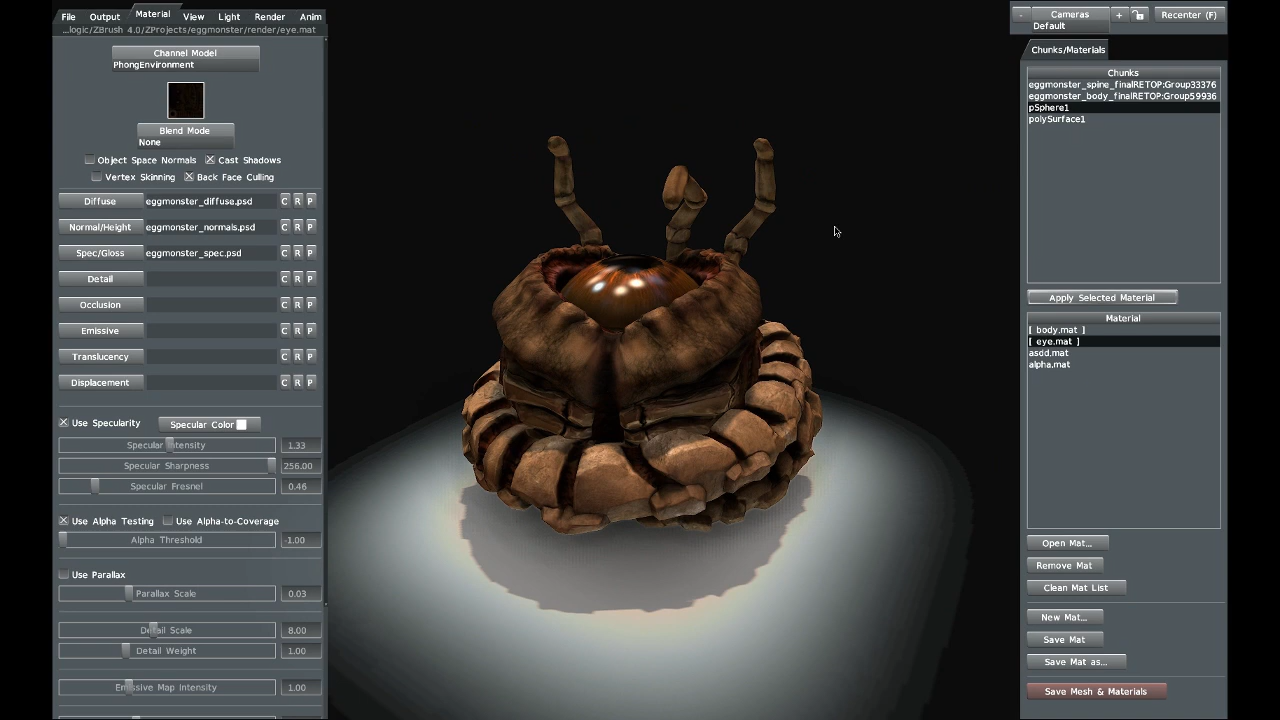 File Output Material View Light Render Anim
...logic/ZBrush 4.0/ZProjects/eggmonster/render/eye.mat
Channel Model
PhongEnvironment
Blend Mode
None
Object Space Normals Cast Shadows
Vertex Skinning Back Face Culling
Diffuse eggmonster_diffuse.psd C R P
Normal/Height eggmonster_normals.psd C R P
Spec/Gloss eggmonster_spec.psd C R P
Detail C R P
Occlusion C R P
Emissive C R P
Translucency C R P
Displacement C R P
Use Specularity Specular Color
Specular Intensity 1.33
Specular Sharpness 256.00
Specular Fresnel 0.46
Use Alpha Testing Use Alpha-to-Coverage
Alpha Threshold -1.00
Use Parallax
Parallax Scale 0.03
Detail Scale 8.00
Detail Weight 1.00
Emissive Map Intensity 1.00
- Cameras + Recenter (F)
Default
Chunks/Materials
Chunks
eggmonster_spine_finalRETOP:Group33376
eggmonster_body_finalRETOP:Group59936
pSphere1
polySurface1
Apply Selected Material
Material
[ body.mat ]
[ eye.mat ]
asdd.mat
alpha.mat
Open Mat...
Remove Mat
Clean Mat List
New Mat...
Save Mat
Save Mat as...
Save Mesh & Materials